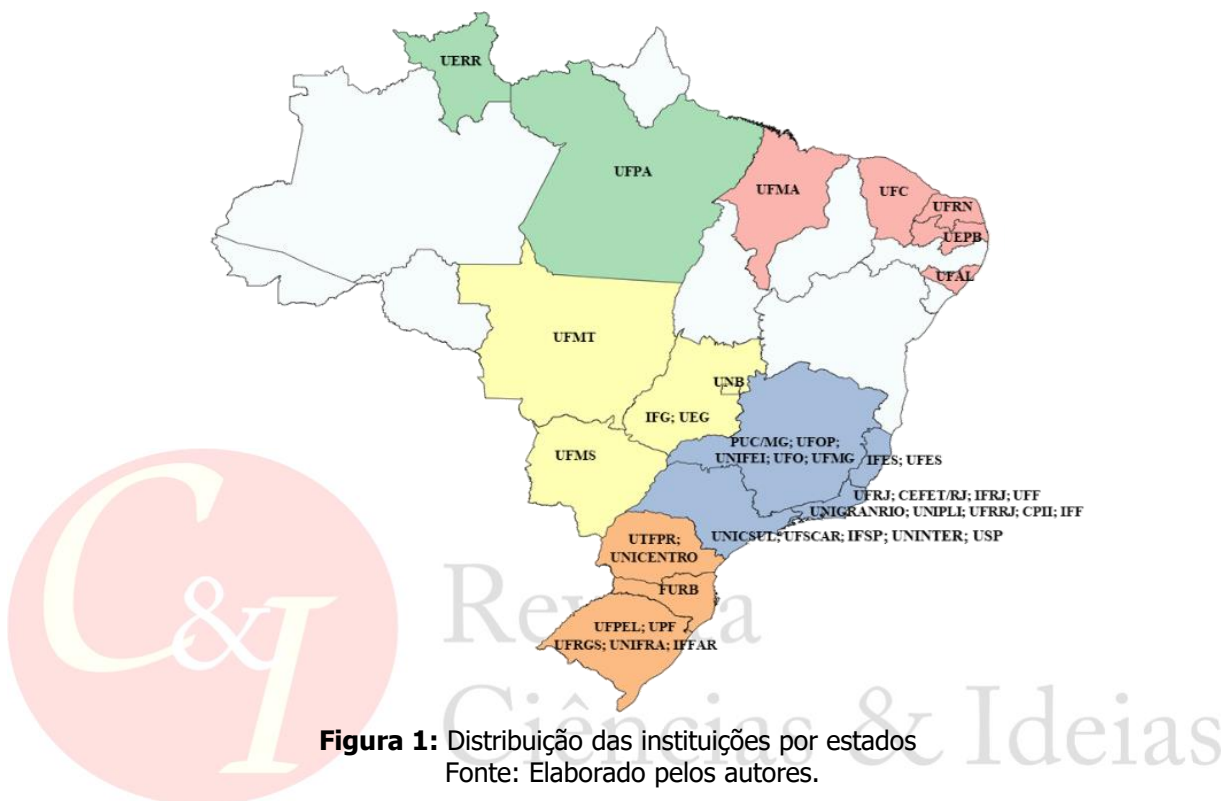 UERR
UFPA
UFMA
UFC
UFRN
UEPB
UFAL
UFMT
UNB
IFG; UEG
UFMS
PUC/MG; UFOP;
UNIFEI; UFO; UFMG
IFES; UFES
UFRJ; CEFET/RJ; IFRJ; UFF
UNIGRANRIO; UNIPLI; UFRRJ; CPII; IFF
UNICSUL; UFSCAR; IFSP; UNINTER; USP
UTFPR;
UNICENTRO
FURB
UFPEL; UPF
UFRGS; UNIFRA; IFFAR
C&I
Revista
Ciências & Ideias
Figura 1: Distribuição das instituições por estados
Fonte: Elaborado pelos autores.